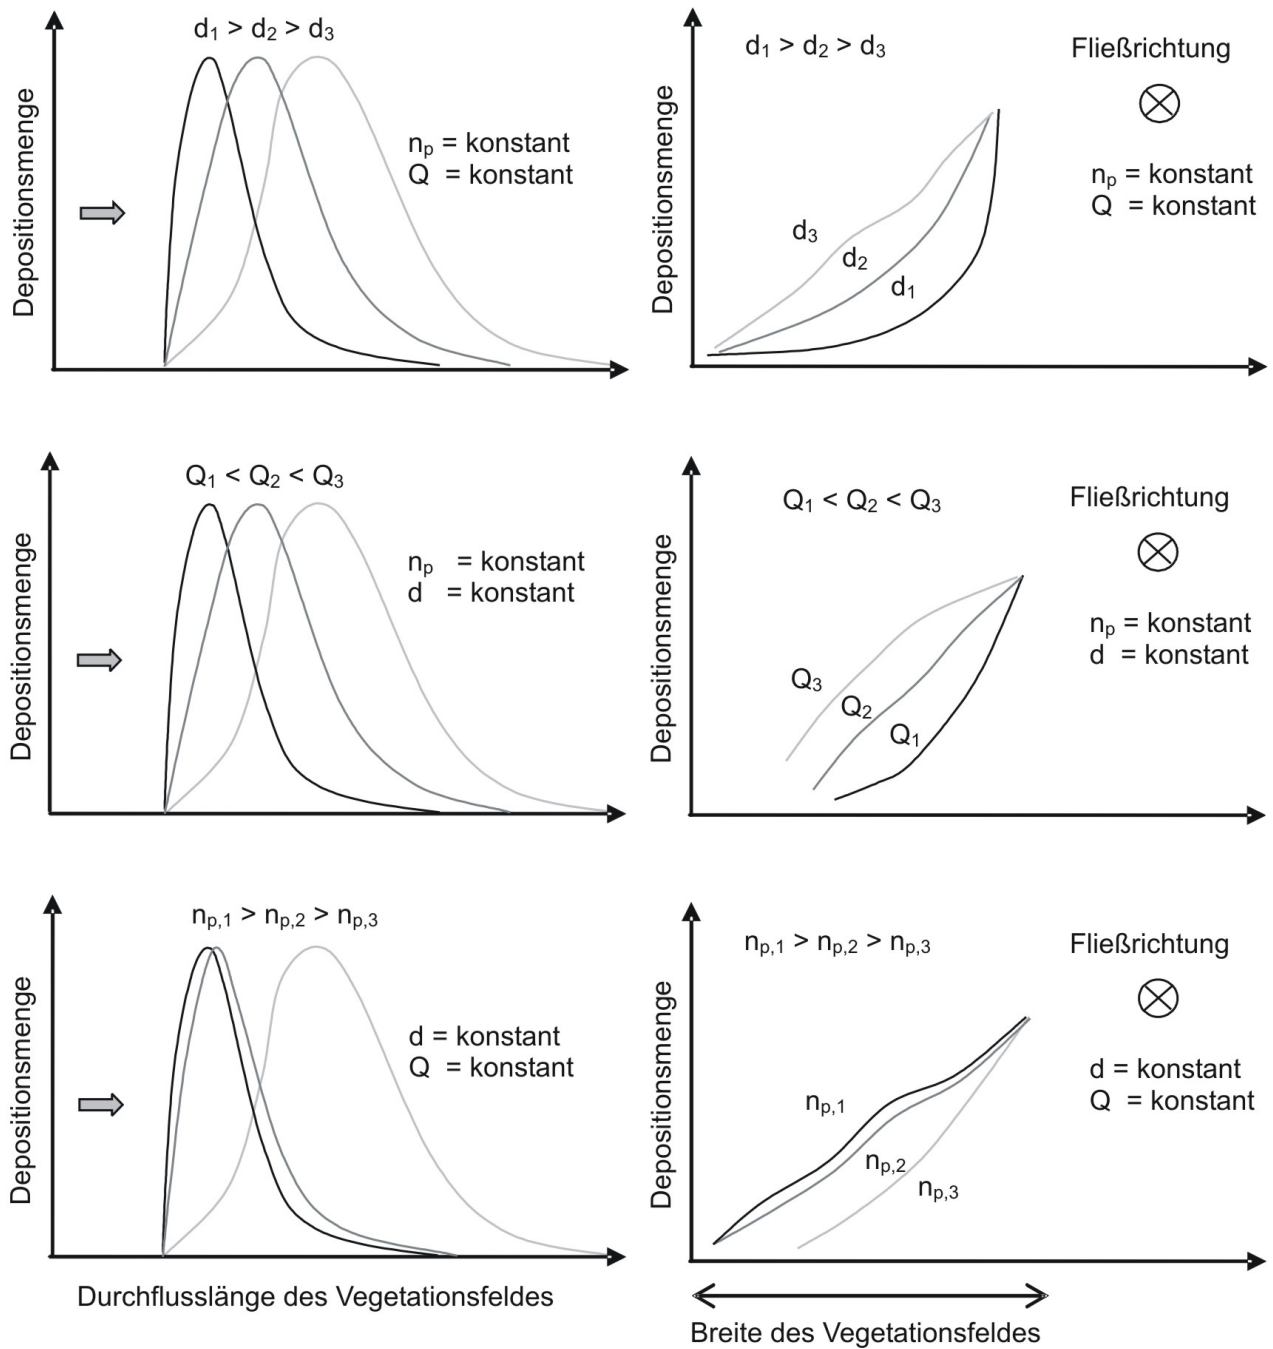 d1 > d2 > d3
Depositionsmenge
np = konstant
Q = konstant
d1 > d2 > d3
Fließrichtung
Depositionsmenge
np = konstant
Q = konstant
d3
d2
d1
Q1 < Q2 < Q3
Depositionsmenge
np = konstant
d = konstant
Q1 < Q2 < Q3
Fließrichtung
Depositionsmenge
np = konstant
d = konstant
Q3
Q2
Q1
np,1 > np,2 > np,3
Depositionsmenge
d = konstant
Q = konstant
Durchflusslänge des Vegetationsfeldes
np,1 > np,2 > np,3
Fließrichtung
Depositionsmenge
d = konstant
Q = konstant
np,1
np,2
np,3
Breite des Vegetationsfeldes